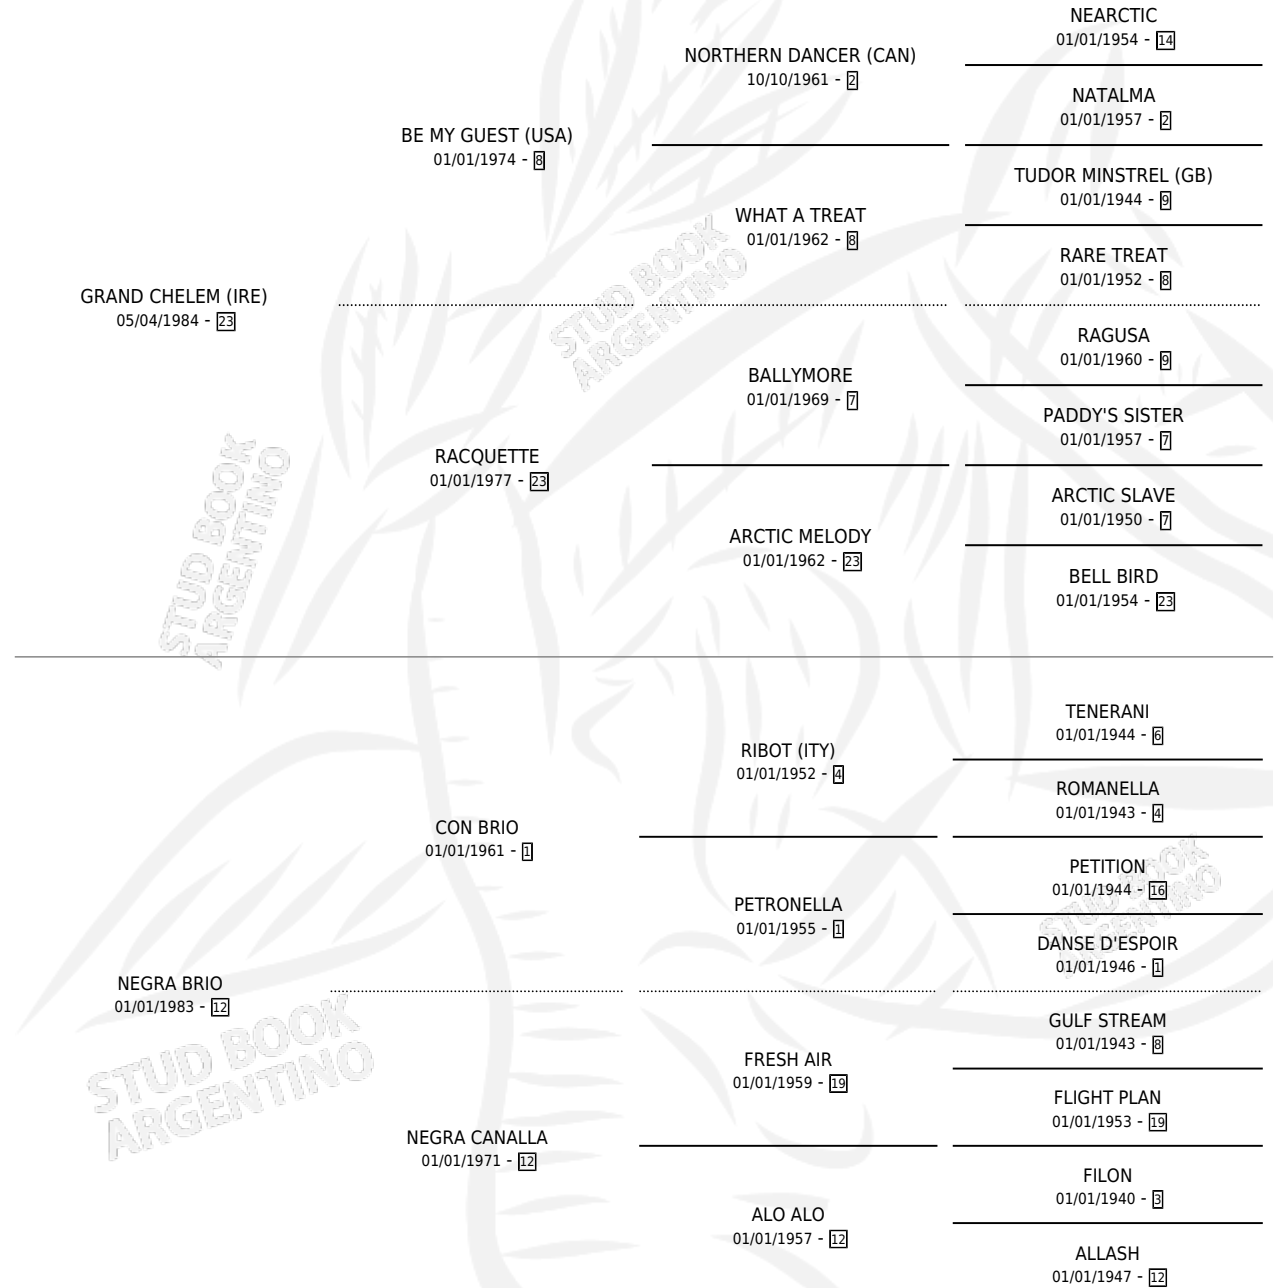 NEARCTIC
01/01/1954 - 14
NORTHERN DANCER (CAN)
10/10/1961 - 2
NATALMA
01/01/1957 - 2
BE MY GUEST (USA)
01/01/1974 - 8
TUDOR MINSTREL (GB)
01/01/1944 - 9
WHAT A TREAT
01/01/1962 - 8
RARE TREAT
01/01/1952 - 8
GRAND CHELEM (IRE)
05/04/1984 - 23
STUD BOOK
ARGENTINO
RAGUSA
01/01/1960 - 9
BALLYMORE
01/01/1969 - 7
PADDY'S SISTER
01/01/1957 - 7
RACQUETTE
01/01/1977 - 23
ARCTIC SLAVE
01/01/1950 - 7
ARCTIC MELODY
01/01/1962 - 23
BELL BIRD
01/01/1954 - 23
STUD BOOK
ARGENTINO
TENERANI
01/01/1944 - 6
RIBOT (ITY)
01/01/1952 - 4
ROMANELLA
01/01/1943 - 4
CON BRIO
01/01/1961 - 1
PETITION
01/01/1944 - 16
PETRONELLA
01/01/1955 - 1
STUD BOOK
ARGENTINO
DANSE D'ESPOIR
01/01/1946 - 1
NEGRA BRIO
01/01/1983 - 12
GULF STREAM
01/01/1943 - 8
FRESH AIR
01/01/1959 - 19
FLIGHT PLAN
01/01/1953 - 19
STUD BOOK
ARGENTINO
NEGRA CANALLA
01/01/1971 - 12
FILON
01/01/1940 - 3
ALO ALO
01/01/1957 - 12
ALLASH
01/01/1947 - 12